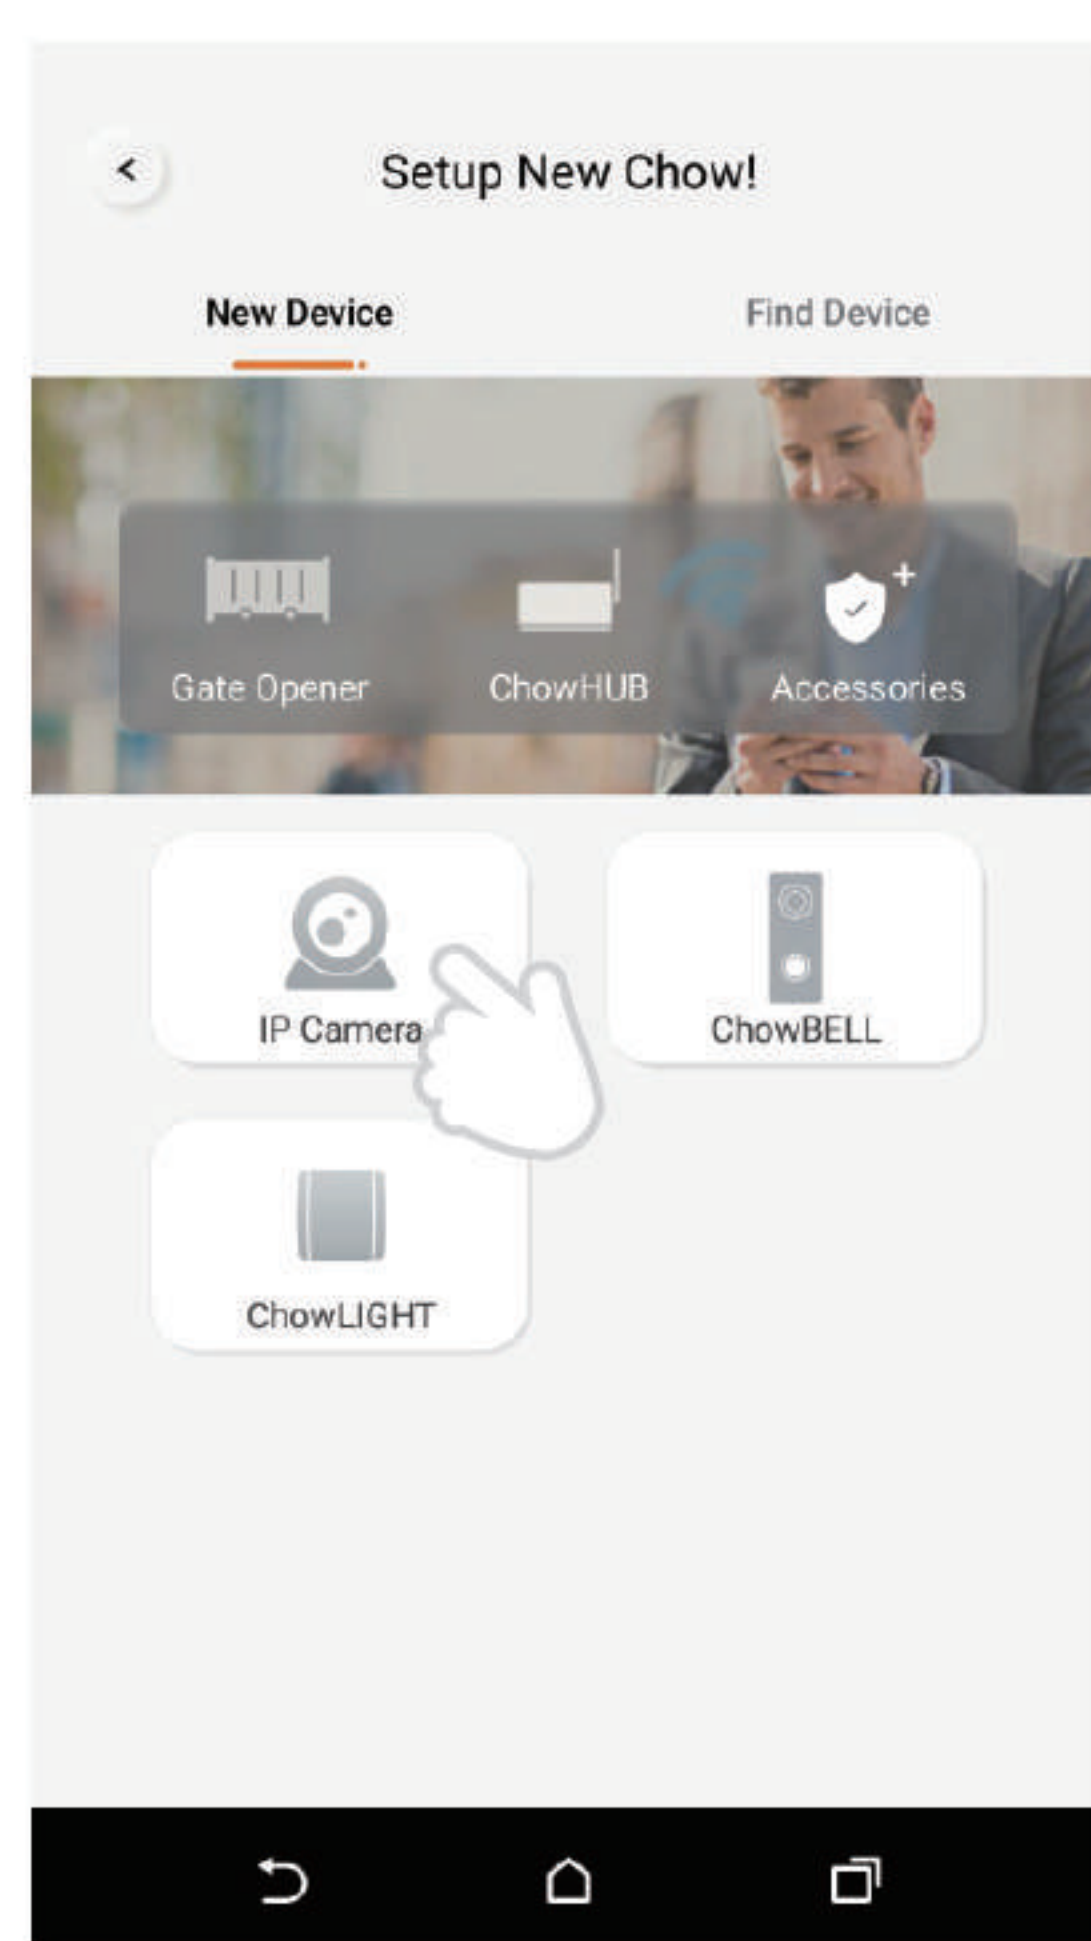 Setup New Chow!
New Device Find Device
Gate Opener ChowHUB Accessories
IP Camera ChowBELL
ChowLIGHT